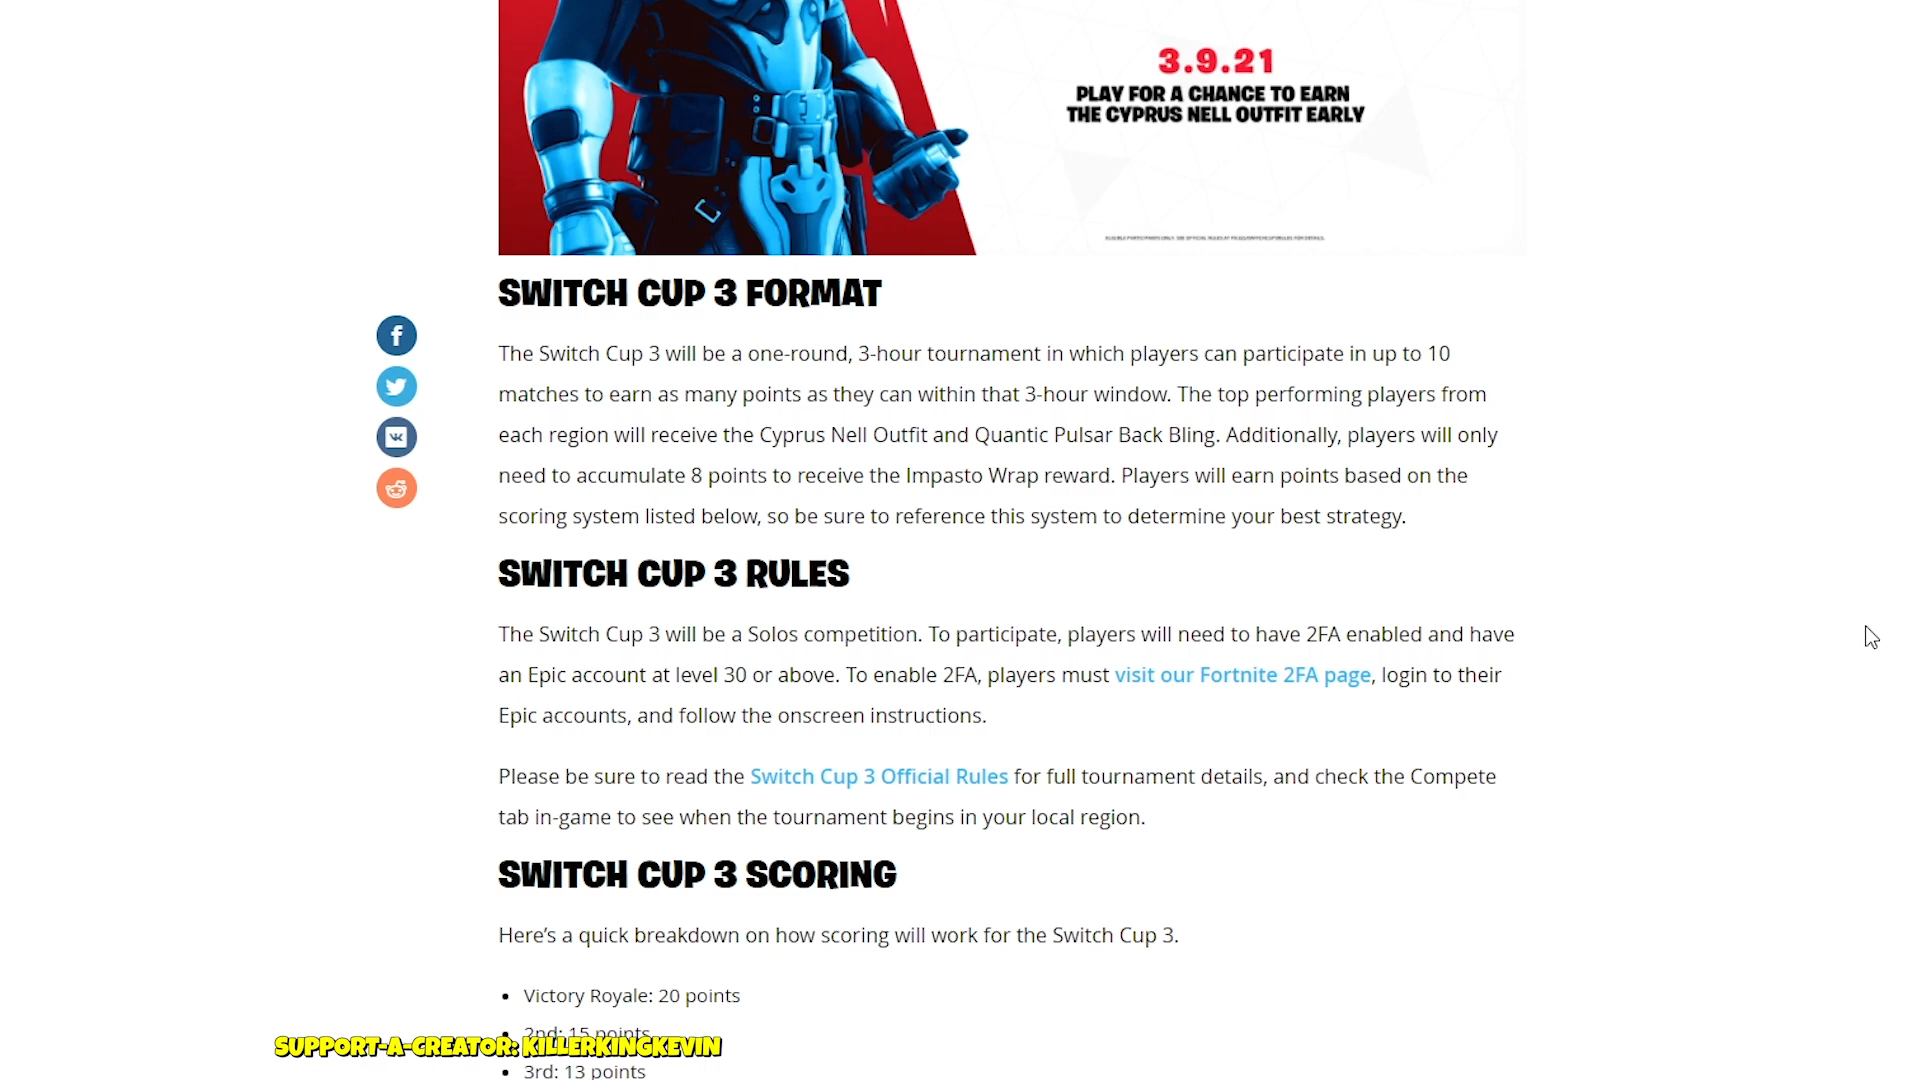 3.9.21
PLAY FOR A CHANCE TO EARN
THE CYPRUS NELL OUTFIT EARLY
SWITCH CUP 3 FORMAT
The Switch Cup 3 will be a one-round, 3-hour tournament in which players can participate in up to 10
matches to earn as many points as they can within that 3-hour window. The top performing players from
each region will receive the Cyprus Nell Outfit and Quantic Pulsar Back Bling. Additionally, players will only
need to accumulate 8 points to receive the Impasto Wrap reward. Players will earn points based on the
scoring system listed below, so be sure to reference this system to determine your best strategy.
SWITCH CUP 3 RULES
The Switch Cup 3 will be a Solos competition. To participate, players will need to have 2FA enabled and have
an Epic account at level 30 or above. To enable 2FA, players must visit our Fortnite 2FA page, login to their
Epic accounts, and follow the onscreen instructions.
Please be sure to read the Switch Cup 3 Official Rules for full tournament details, and check the Compete
tab in-game to see when the tournament begins in your local region.
SWITCH CUP 3 SCORING
Here's a quick breakdown on how scoring will work for the Switch Cup 3.
• Victory Royale: 20 points
• 2nd: 15 points
SUPPORT-A-CREATOR: KILLERKINGKEVIN
• 3rd: 13 points